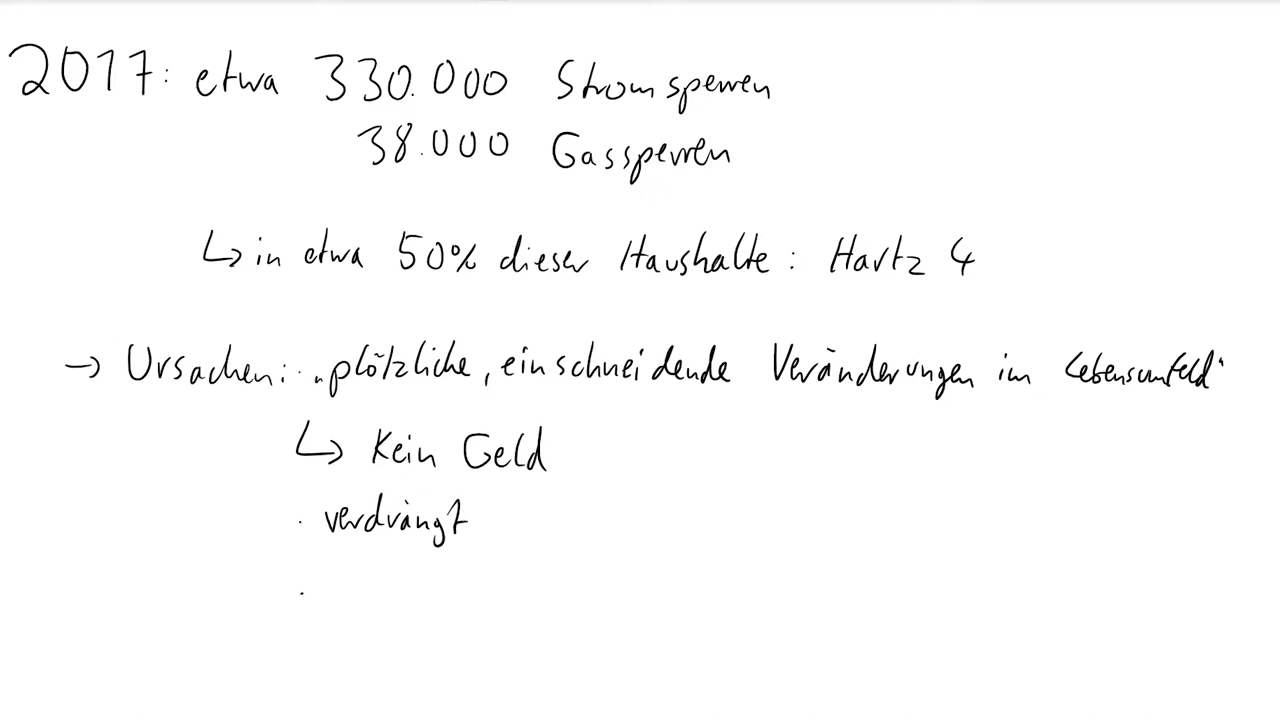 2017: etwa 330.000 Stromsperren
38.000 Gassperren
↳ in etwa 50% dieser Haushalte: Hartz 4
→ Ursachen: · „plötzliche, einschneidende Veränderungen im Lebensumfeld"
↳ Kein Geld
· verdrängt
·